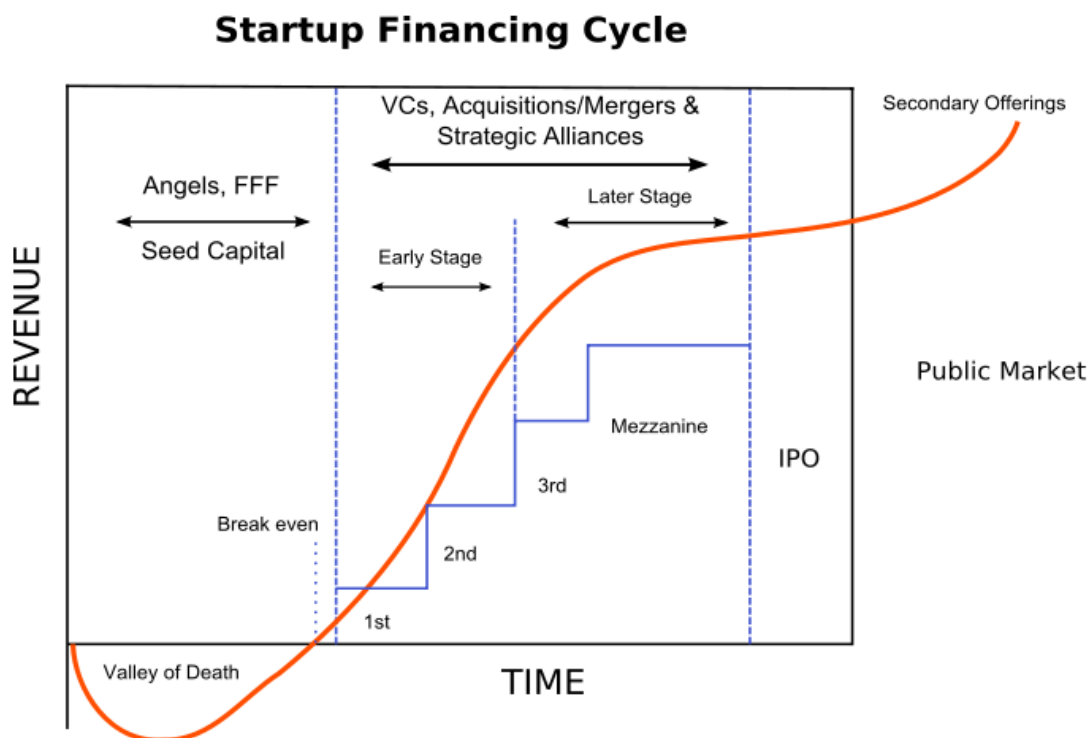 Startup Financing Cycle
VCs, Acquisitions/Mergers &
Strategic Alliances
Secondary Offerings
Angels, FFF
Seed Capital
Later Stage
Early Stage
REVENUE
Public Market
Mezzanine
IPO
3rd
Break even
2nd
1st
Valley of Death
TIME